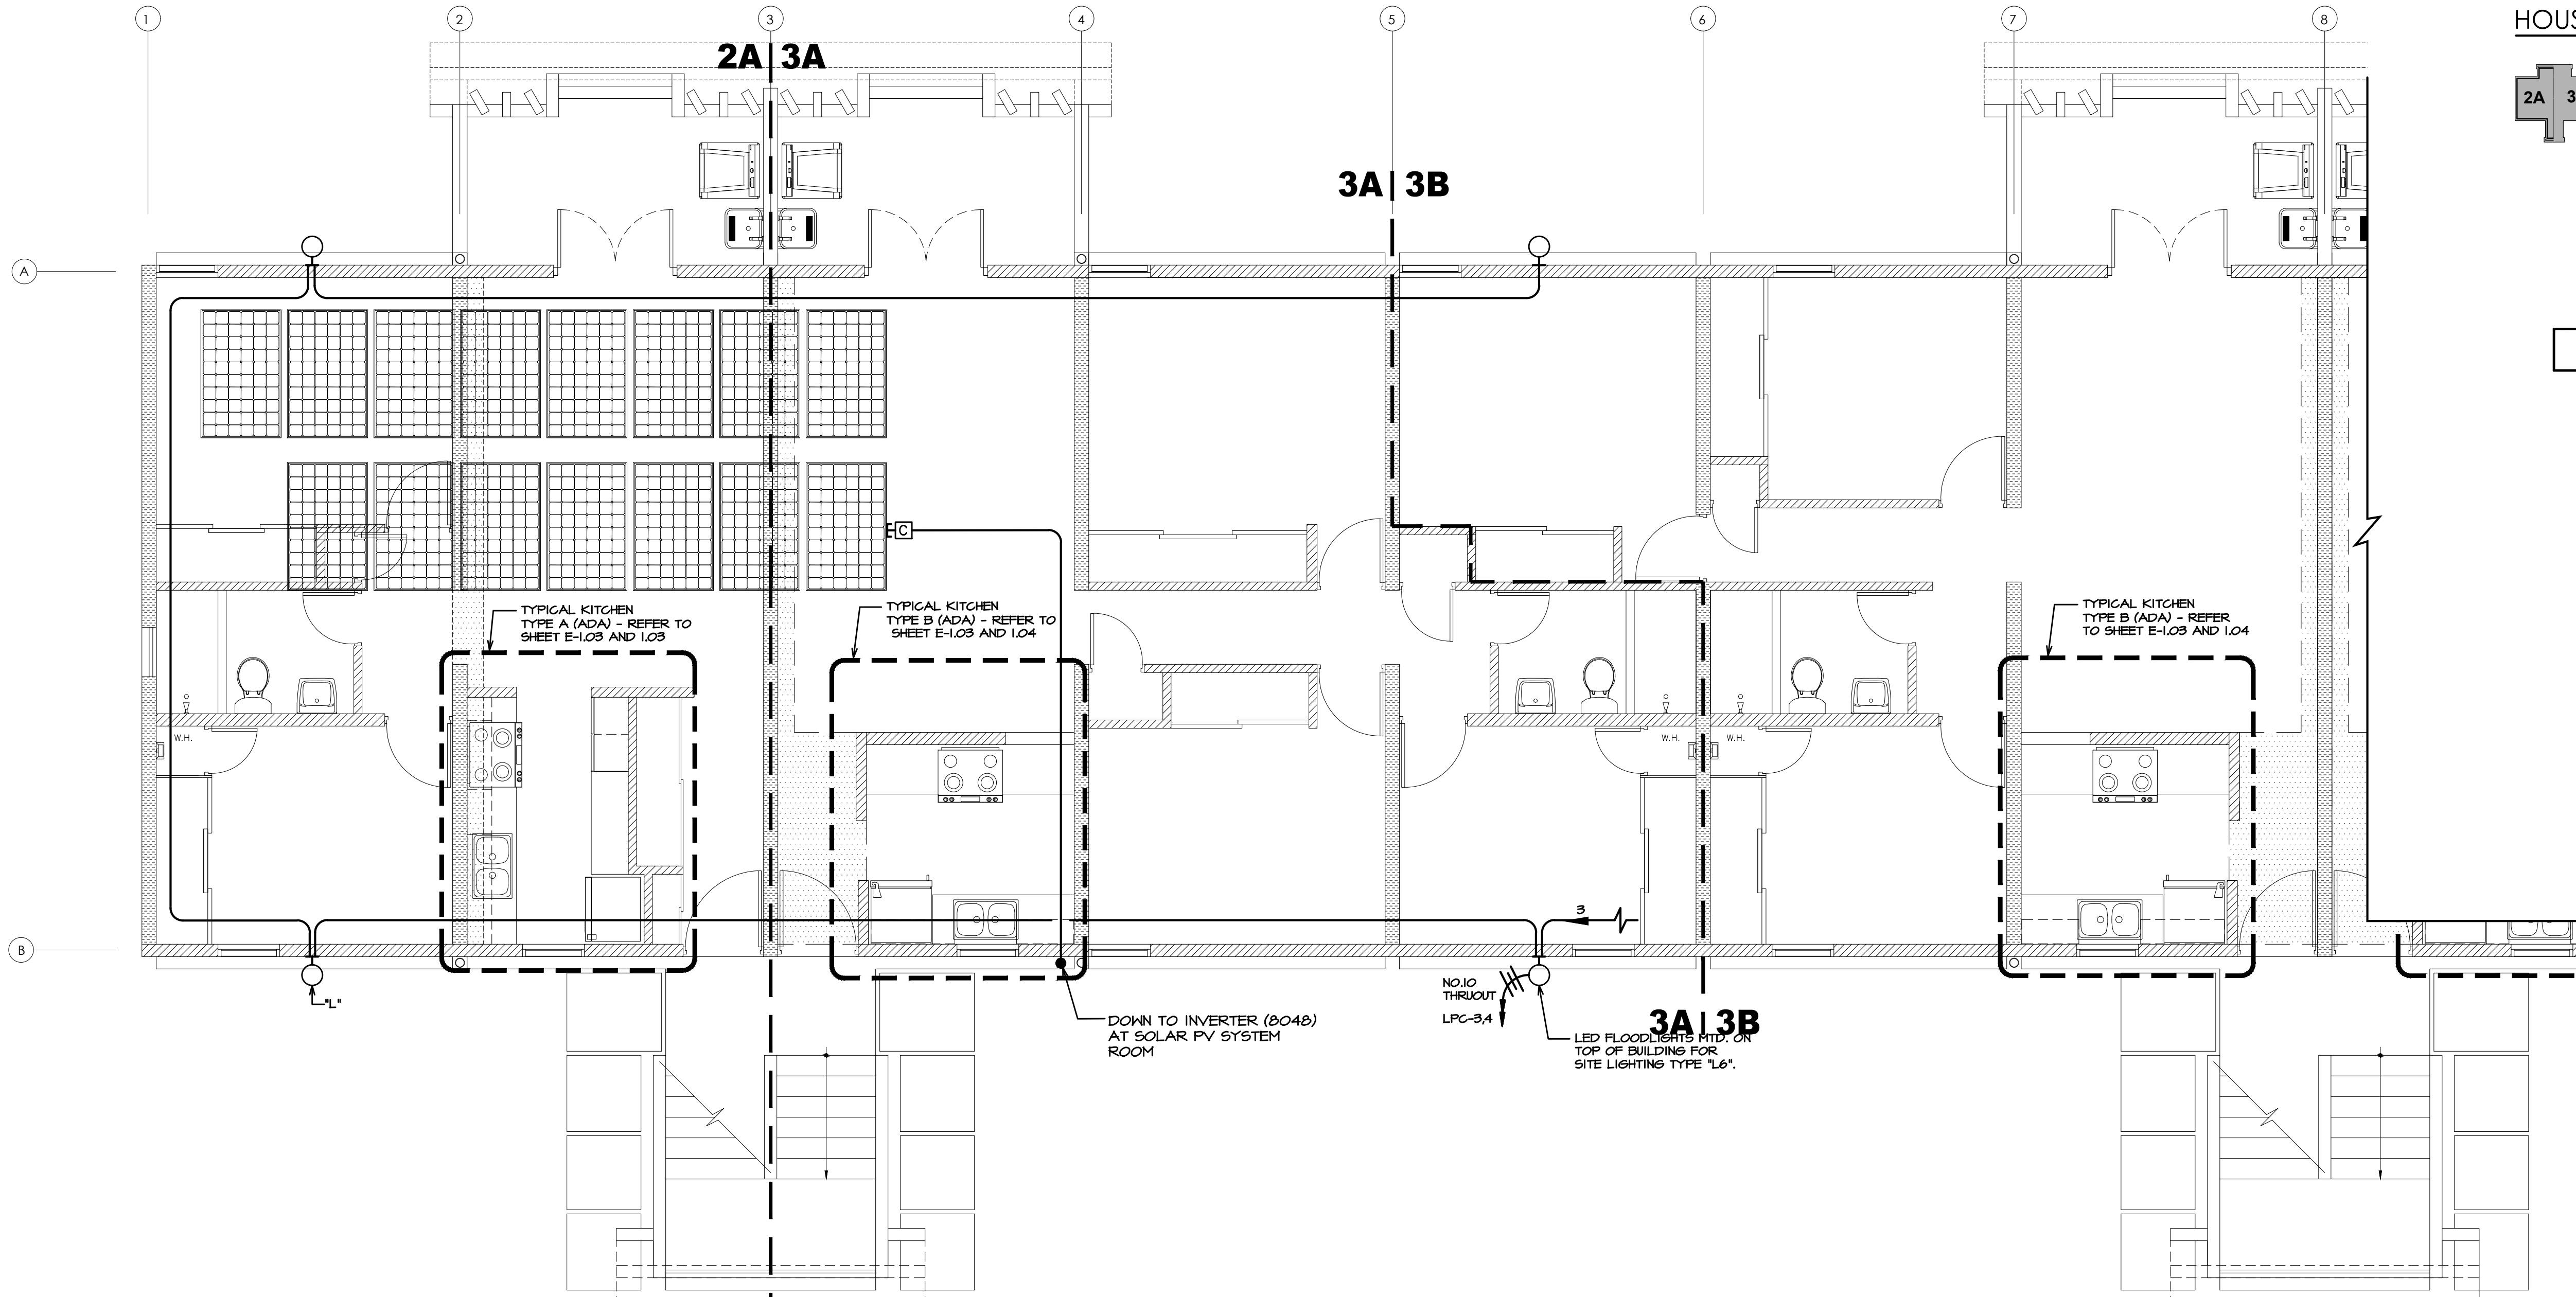 1
2
3
4
5
6
7
8
HOUS
2A | 3A
2A 3
3A | 3B
A
C
TYPICAL KITCHEN
TYPE A (ADA) - REFER TO
SHEET E-1.03 AND 1.03
TYPICAL KITCHEN
TYPE B (ADA) - REFER TO
SHEET E-1.03 AND 1.04
TYPICAL KITCHEN
TYPE B (ADA) - REFER
TO SHEET E-1.03 AND 1.04
W.H.
W.H.
W.H.
3
B
"L"
NO.10
THRUOUT
LPC-3,4
DOWN TO INVERTER (8048)
AT SOLAR PV SYSTEM
ROOM
3A | 3B
LED FLOODLIGHTS MTD. ON
TOP OF BUILDING FOR
SITE LIGHTING TYPE "L6".